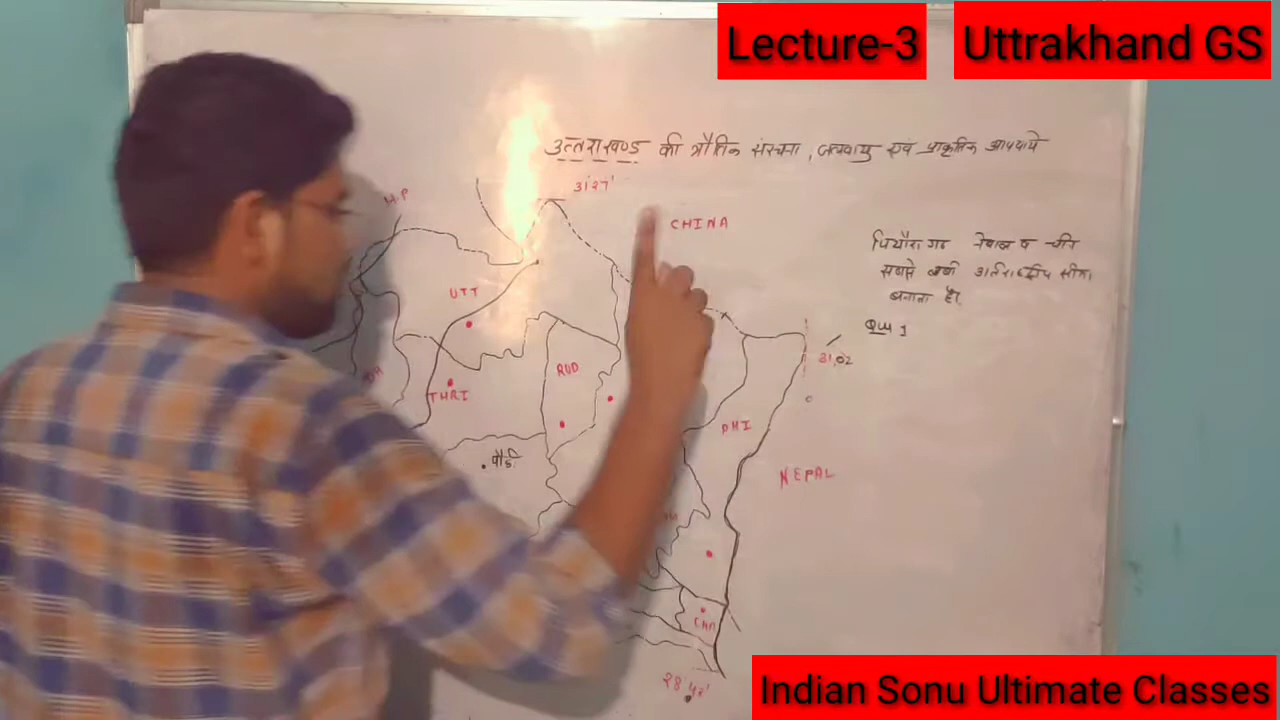 Lecture-3
Uttrakhand GS
उत्तराखण्ड की भौतिक संरचना , जलवायु एवं प्राकृतिक आपदाये
31'27'
H.P
CHINA
पिथौरागढ नेपाल व चीन
सबसे बडी अर्तराष्ट्रीय सीमा
बनाता है।
UTT
31,02
RUD
THRI
PHI
पौडी
NEPAL
CHA
28'43'
Indian Sonu Ultimate Classes